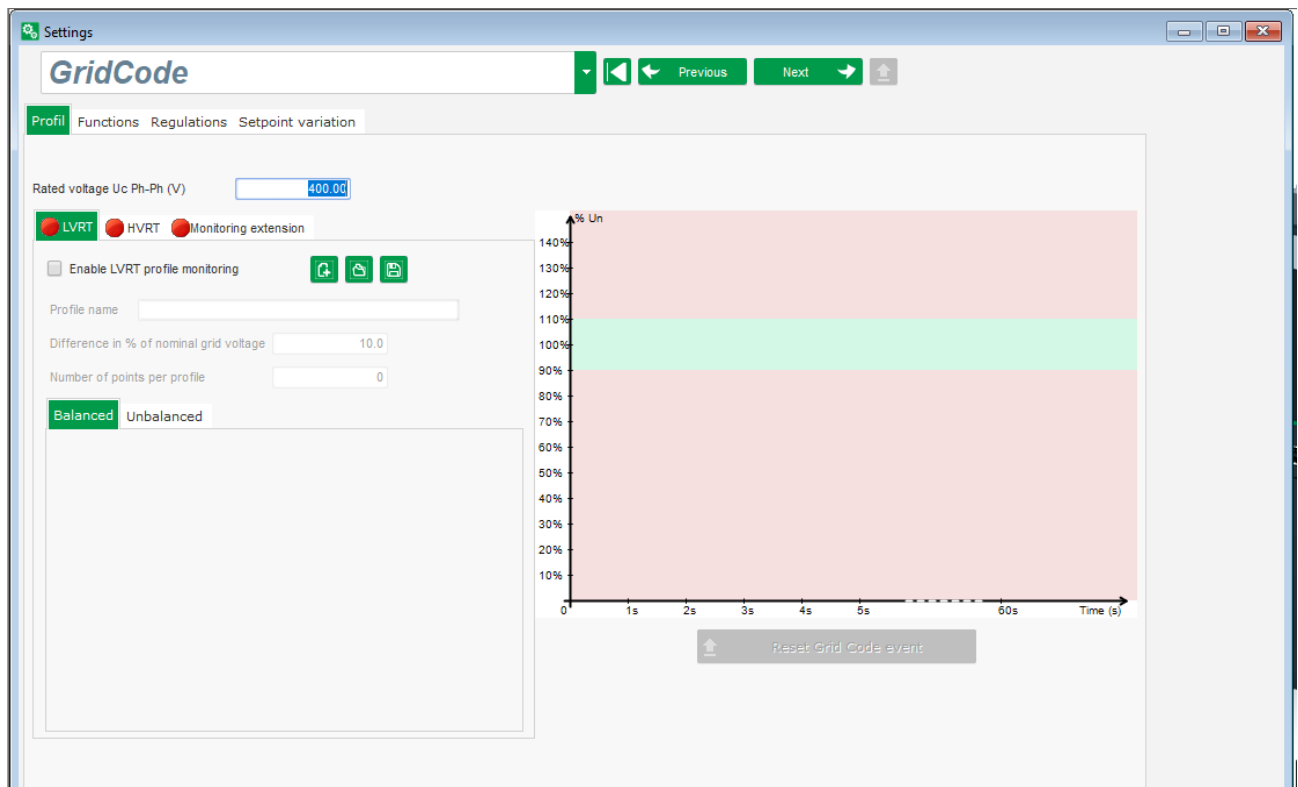 Settings
GridCode
Previous
Next
Profil Functions Regulations Setpoint variation
Rated voltage Uc Ph-Ph (V) 400.00
LVRT HVRT Monitoring extension
Enable LVRT profile monitoring
Profile name
Difference in % of nominal grid voltage 10.0
Number of points per profile 0
Balanced Unbalanced
% Un
140%
130%
120%
110%
100%
90%
80%
70%
60%
50%
40%
30%
20%
10%
0 1s 2s 3s 4s 5s 60s Time (s)
Reset Grid Code event